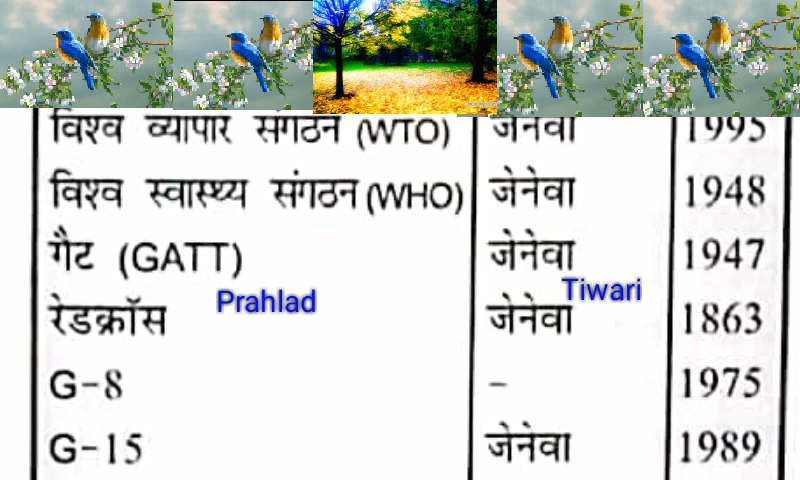 विश्व व्यापार संगठन (WTO) जेनेवा 1995
विश्व स्वास्थ्य संगठन (WHO) जेनेवा 1948
गैट (GATT) जेनेवा 1947
Prahlad Tiwari
रेडक्रॉस जेनेवा 1863
G-8 - 1975
G-15 जेनेवा 1989